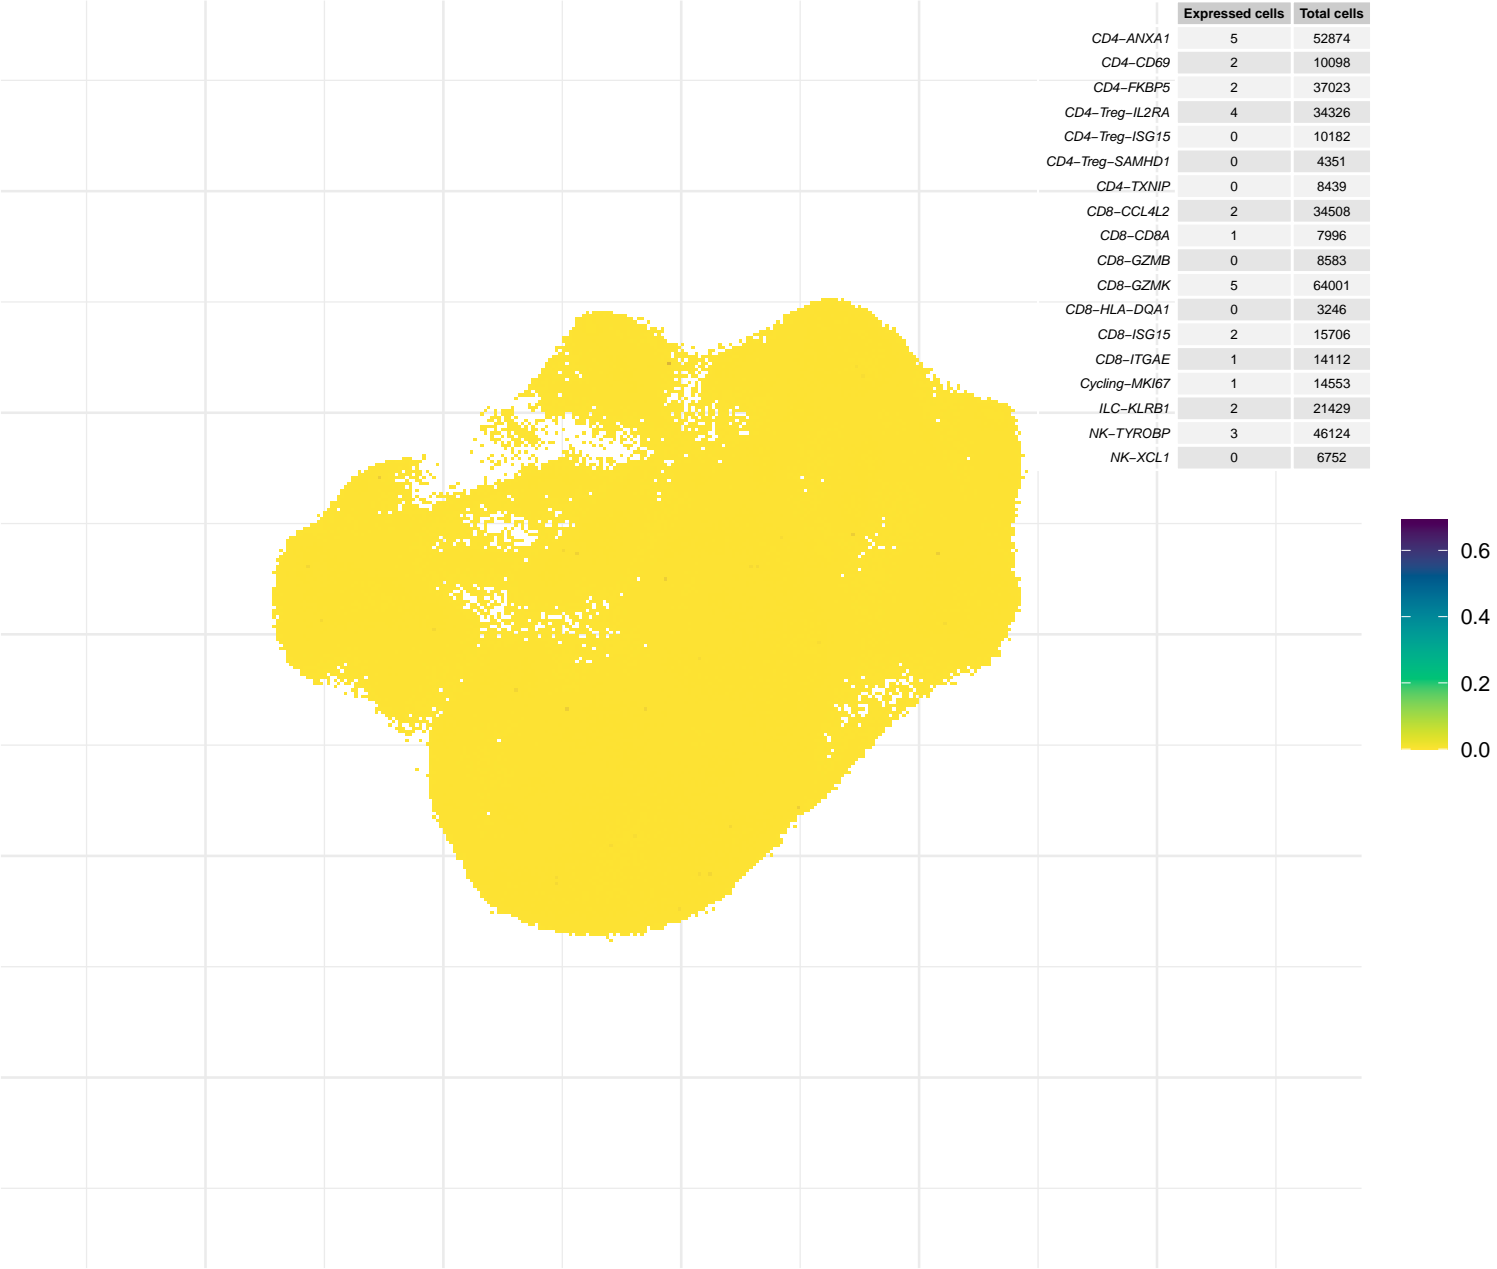 Expressed cells Total cells
CD4−ANXA1 5 52874
CD4−CD69 2 10098
CD4−FKBP5 2 37023
CD4−Treg−IL2RA 4 34326
CD4−Treg−ISG15 0 10182
CD4−Treg−SAMHD1 0 4351
CD4−TXNIP 0 8439
CD8−CCL4L2 2 34508
CD8−CD8A 1 7996
CD8−GZMB 0 8583
CD8−GZMK 5 64001
CD8−HLA−DQA1 0 3246
CD8−ISG15 2 15706
CD8−ITGAE 1 14112
Cycling−MKI67 1 14553
ILC−KLRB1 2 21429
NK−TYROBP 3 46124
NK−XCL1 0 6752
0.6
0.4
0.2
0.0